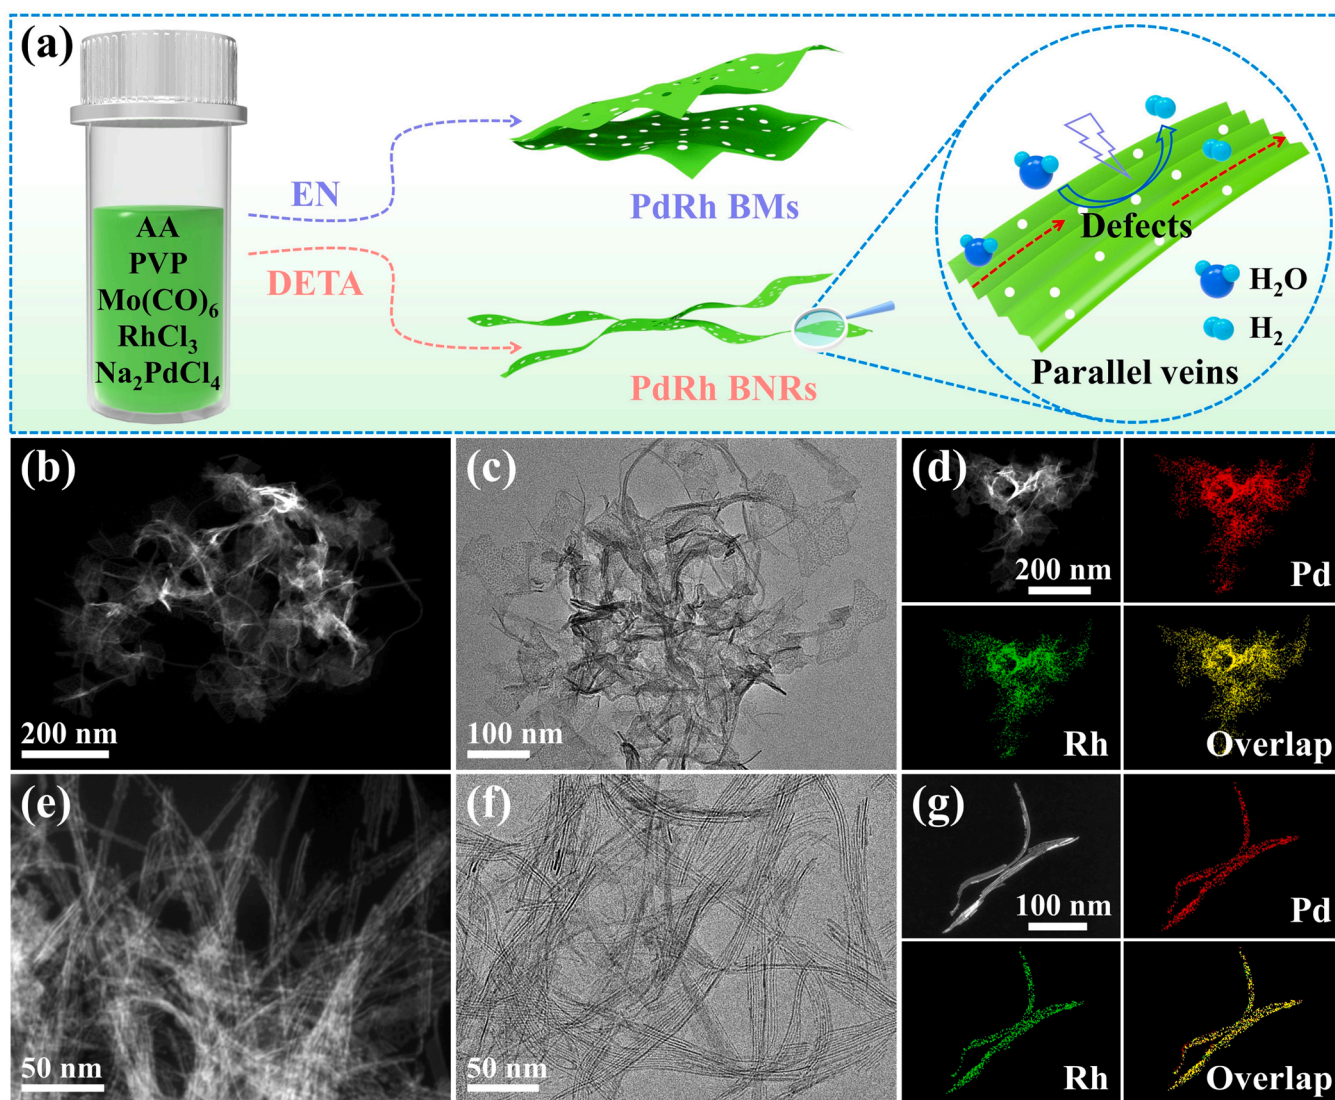 (a)
AA
PVP
Mo(CO)₆
RhCl₃
Na₂PdCl₄
EN
DETA
PdRh BMs
PdRh BNRs
Defects
H₂O
H₂
Parallel veins
(b)
200 nm
(c)
100 nm
(d)
200 nm
Pd
Rh
Overlap
(e)
50 nm
(f)
50 nm
(g)
100 nm
Pd
Rh
Overlap